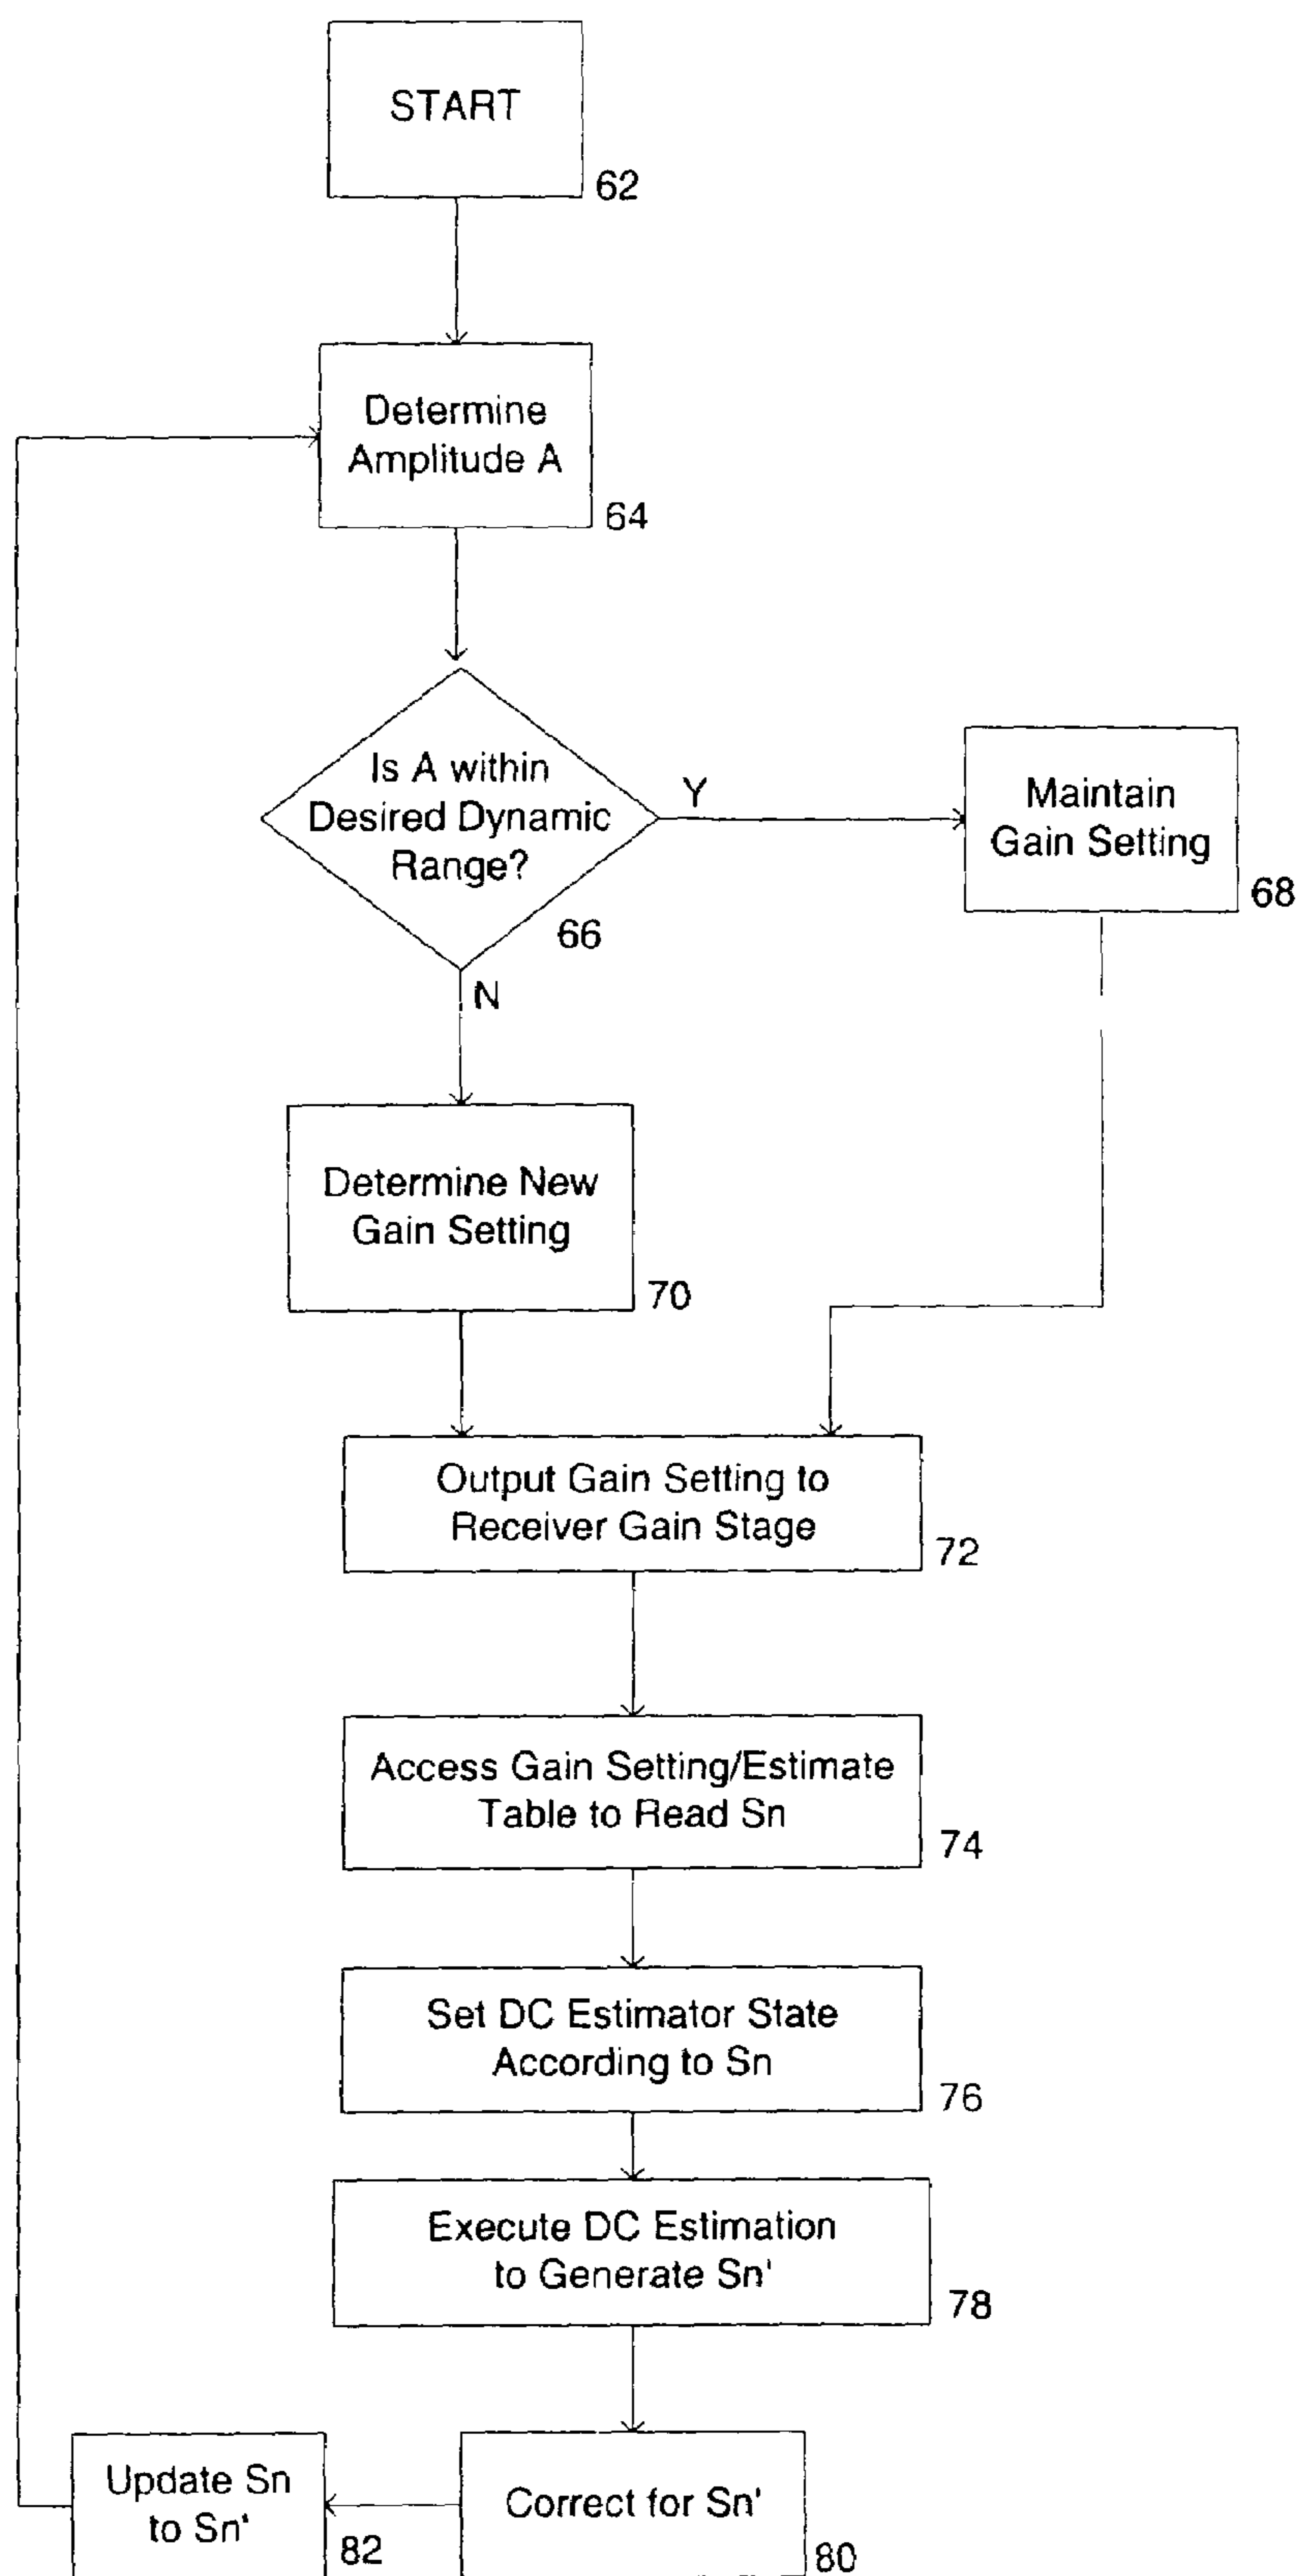 START
62
Determine
Amplitude A
64
Is A within
Desired Dynamic
Range?
66
Y
Maintain
Gain Setting
68
N
Determine New
Gain Setting
70
Output Gain Setting to
Receiver Gain Stage
72
Access Gain Setting/Estimate
Table to Read Sn
74
Set DC Estimator State
According to Sn
76
Execute DC Estimation
to Generate Sn'
78
Correct for Sn'
80
Update Sn
to Sn'
82